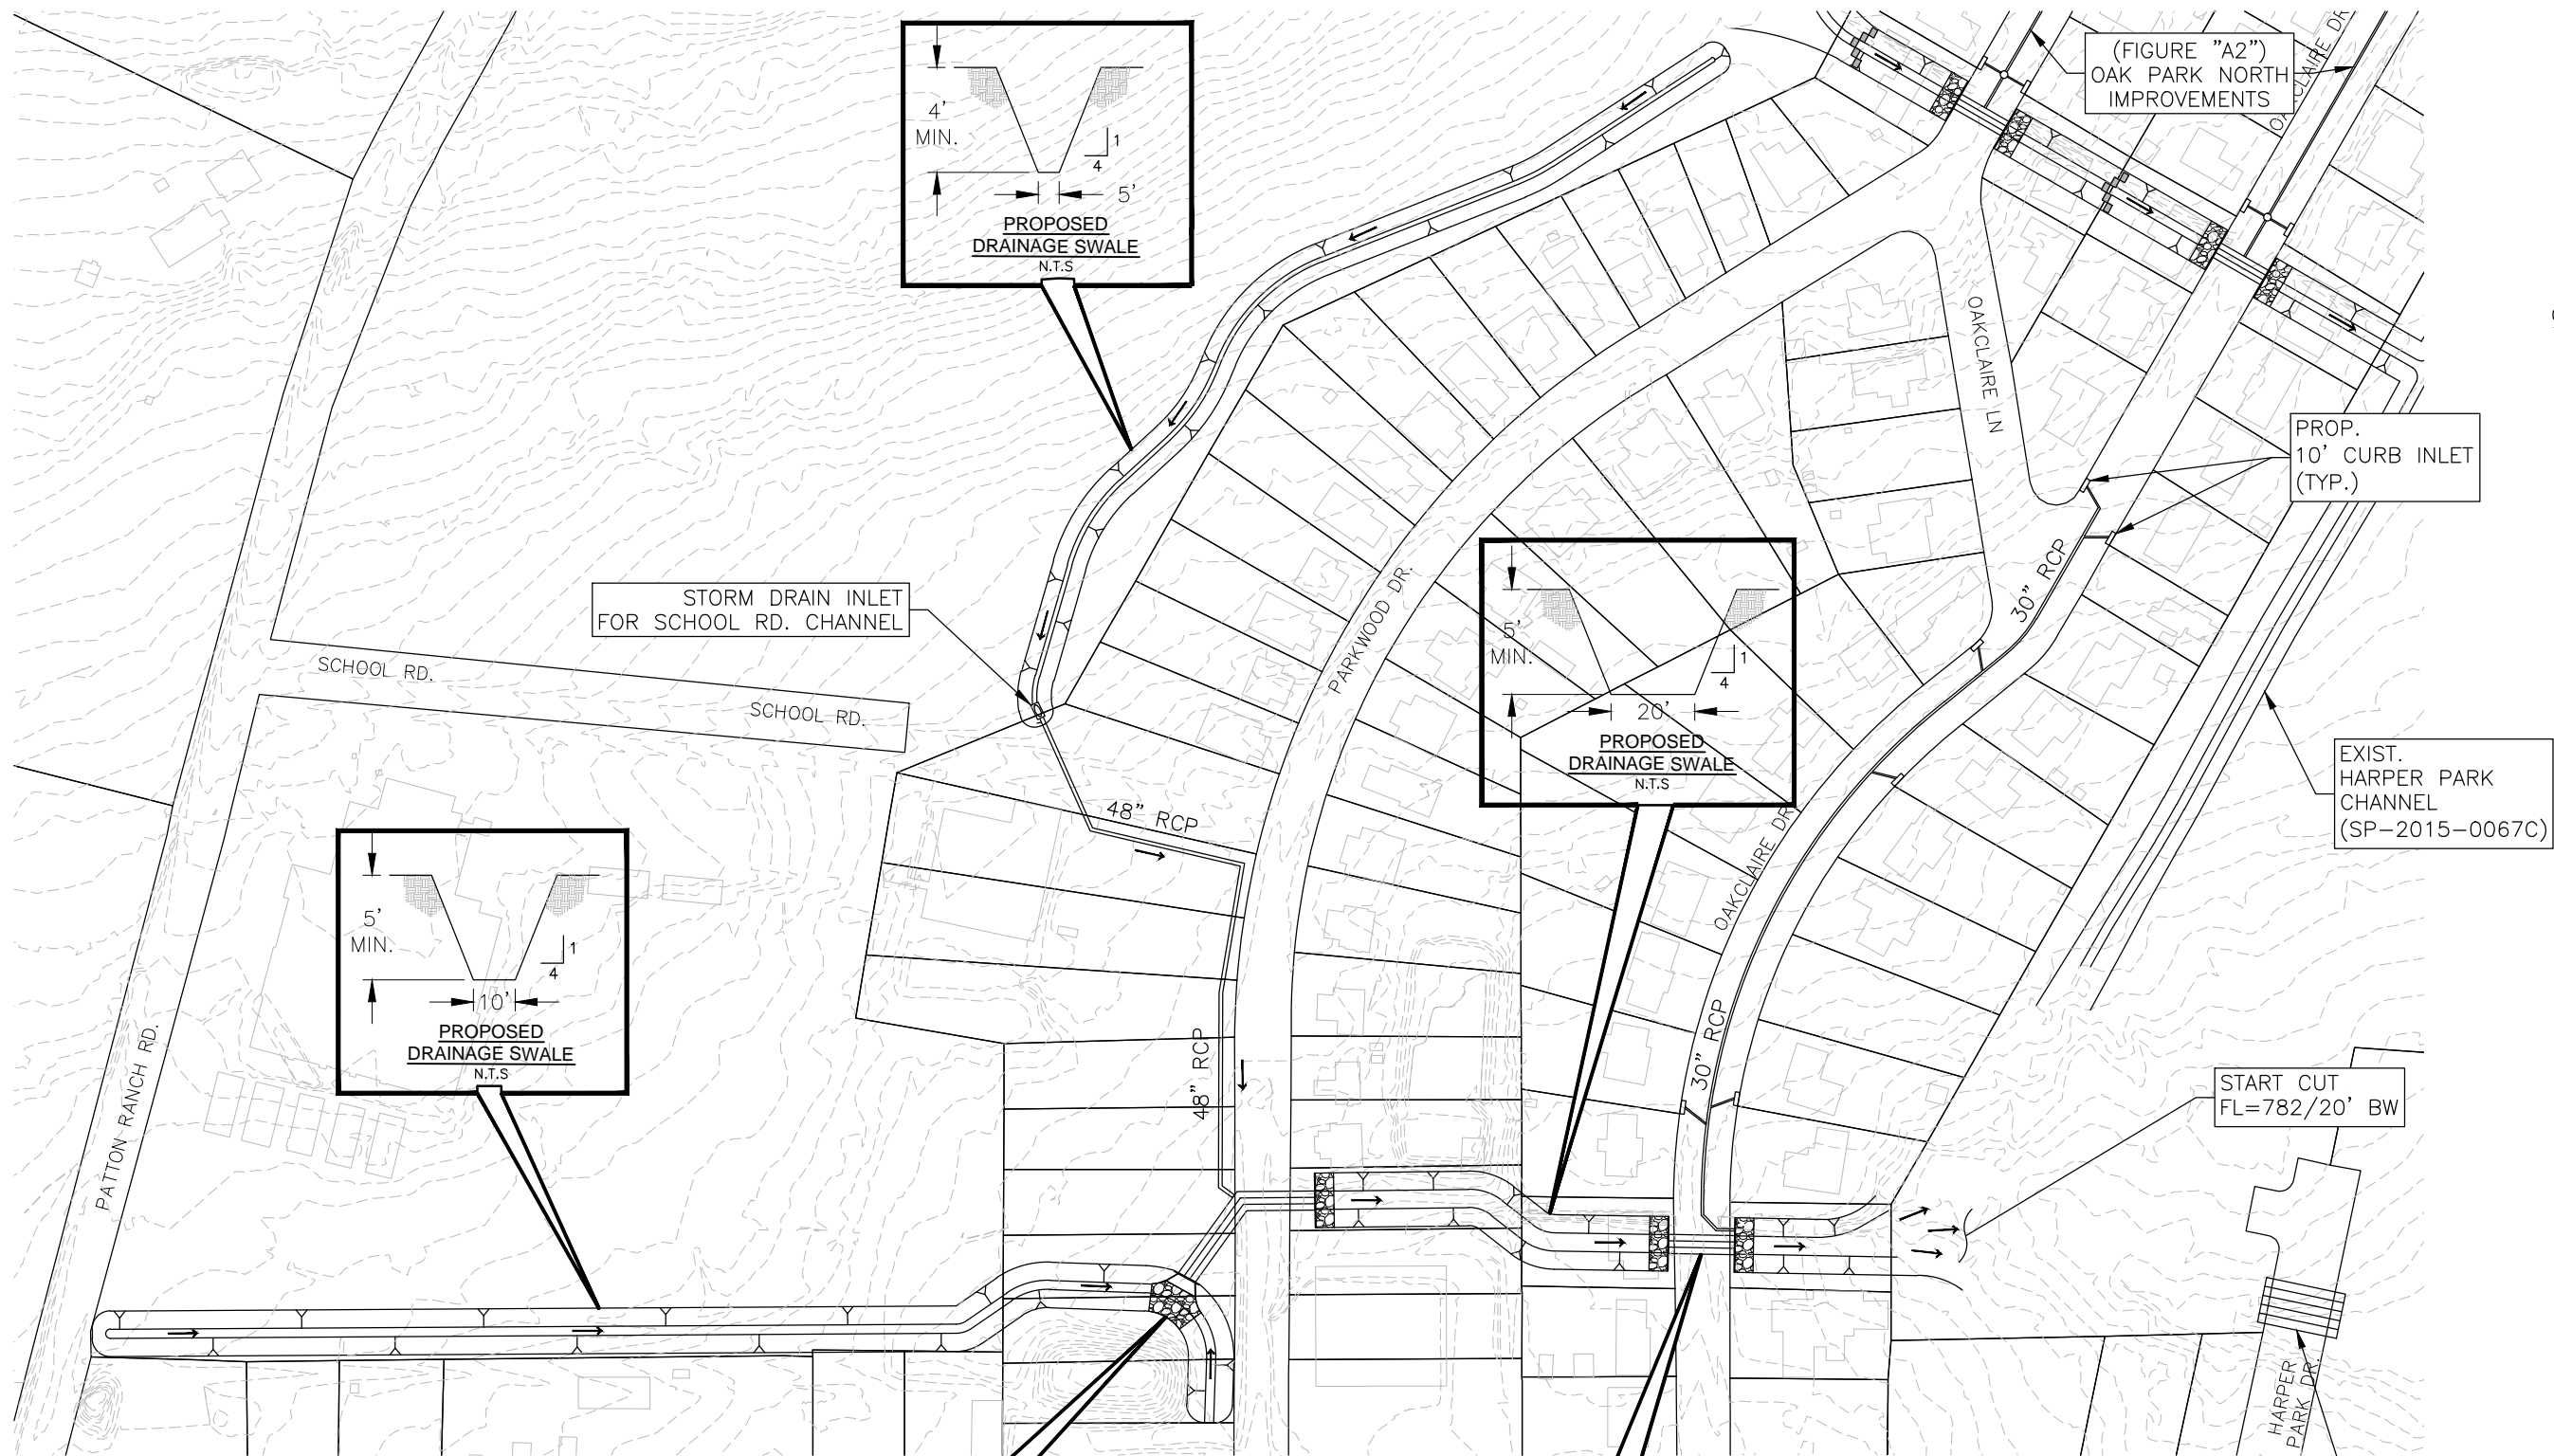 (FIGURE "A2")
OAK PARK NORTH
IMPROVEMENTS
OAKCLAIRE DR
4'
MIN.
1
4
5'
PROPOSED
DRAINAGE SWALE
N.T.S
OAKCLAIRE LN
PROP.
10' CURB INLET
(TYP.)
STORM DRAIN INLET
FOR SCHOOL RD. CHANNEL
SCHOOL RD.
SCHOOL RD.
PARKWOOD DR.
30" RCP
5'
MIN.
1
4
20'
PROPOSED
DRAINAGE SWALE
N.T.S
EXIST.
HARPER PARK
CHANNEL
(SP-2015-0067C)
48" RCP
OAKCLAIRE DR
5'
MIN.
1
4
10'
PROPOSED
DRAINAGE SWALE
N.T.S
PATTON RANCH RD.
48" RCP
30" RCP
START CUT
FL=782/20' BW
HARPER
PARK DR.